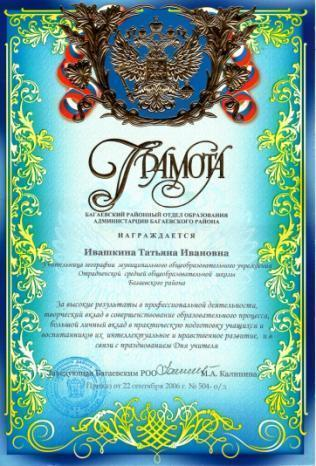 Грамота
БАГАЕВСКИЙ РАЙОННЫЙ ОТДЕЛ ОБРАЗОВАНИЯ
АДМИНИСТАРЦИИ БАГАЕВСКОГО РАЙОНА
НАГРАЖДАЕТСЯ
Ивашкина Татьяна Ивановна
учительница географии муниципального общеобразовательного учреждения
Отрадненской средней общеобразовательной школы
Багаевского района
За высокие результаты в профессиональной деятельности,
творческий вклад в совершенствование образовательного процесса,
большой личный вклад в практическую подготовку учащихся и
воспитанников их интеллектуальное и нравственное развитие, и в
связи с празднованием Дня учителя
Заведующая Багаевским РОО И.А. Калинина
Приказ от 22 сентября 2006 г. № 504- о/д